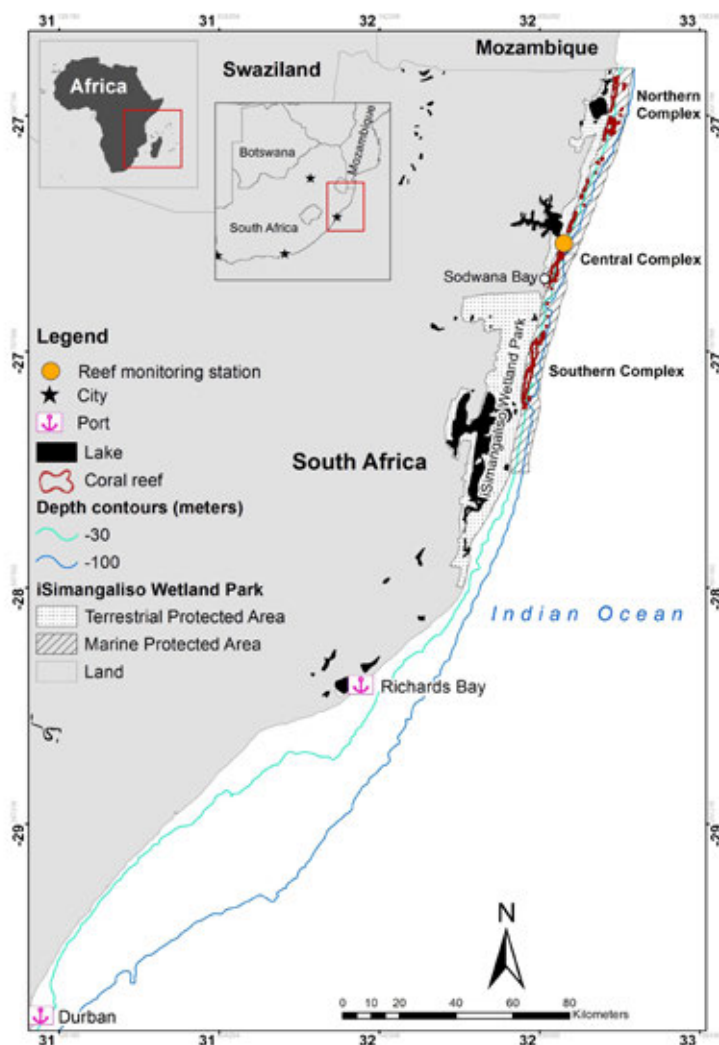 31
31
32
32
33
Mozambique
Swaziland
Africa
Northern
Complex
-27
-27
Botswana
Mozambique
South Africa
Central Complex
Sodwana Bay
Legend
Reef monitoring station
City
Port
Lake
Coral reef
Depth contours (meters)
-30
-100
iSimangaliso Wetland Park
Terrestrial Protected Area
Marine Protected Area
Land
-27
-27
Southern Complex
iSimangaliso Wetland Park
South Africa
-28
-28
Indian Ocean
Richards Bay
-29
-29
N
Durban
0 5 10 20 40 60 80
Kilometers
31
31
32
32
33